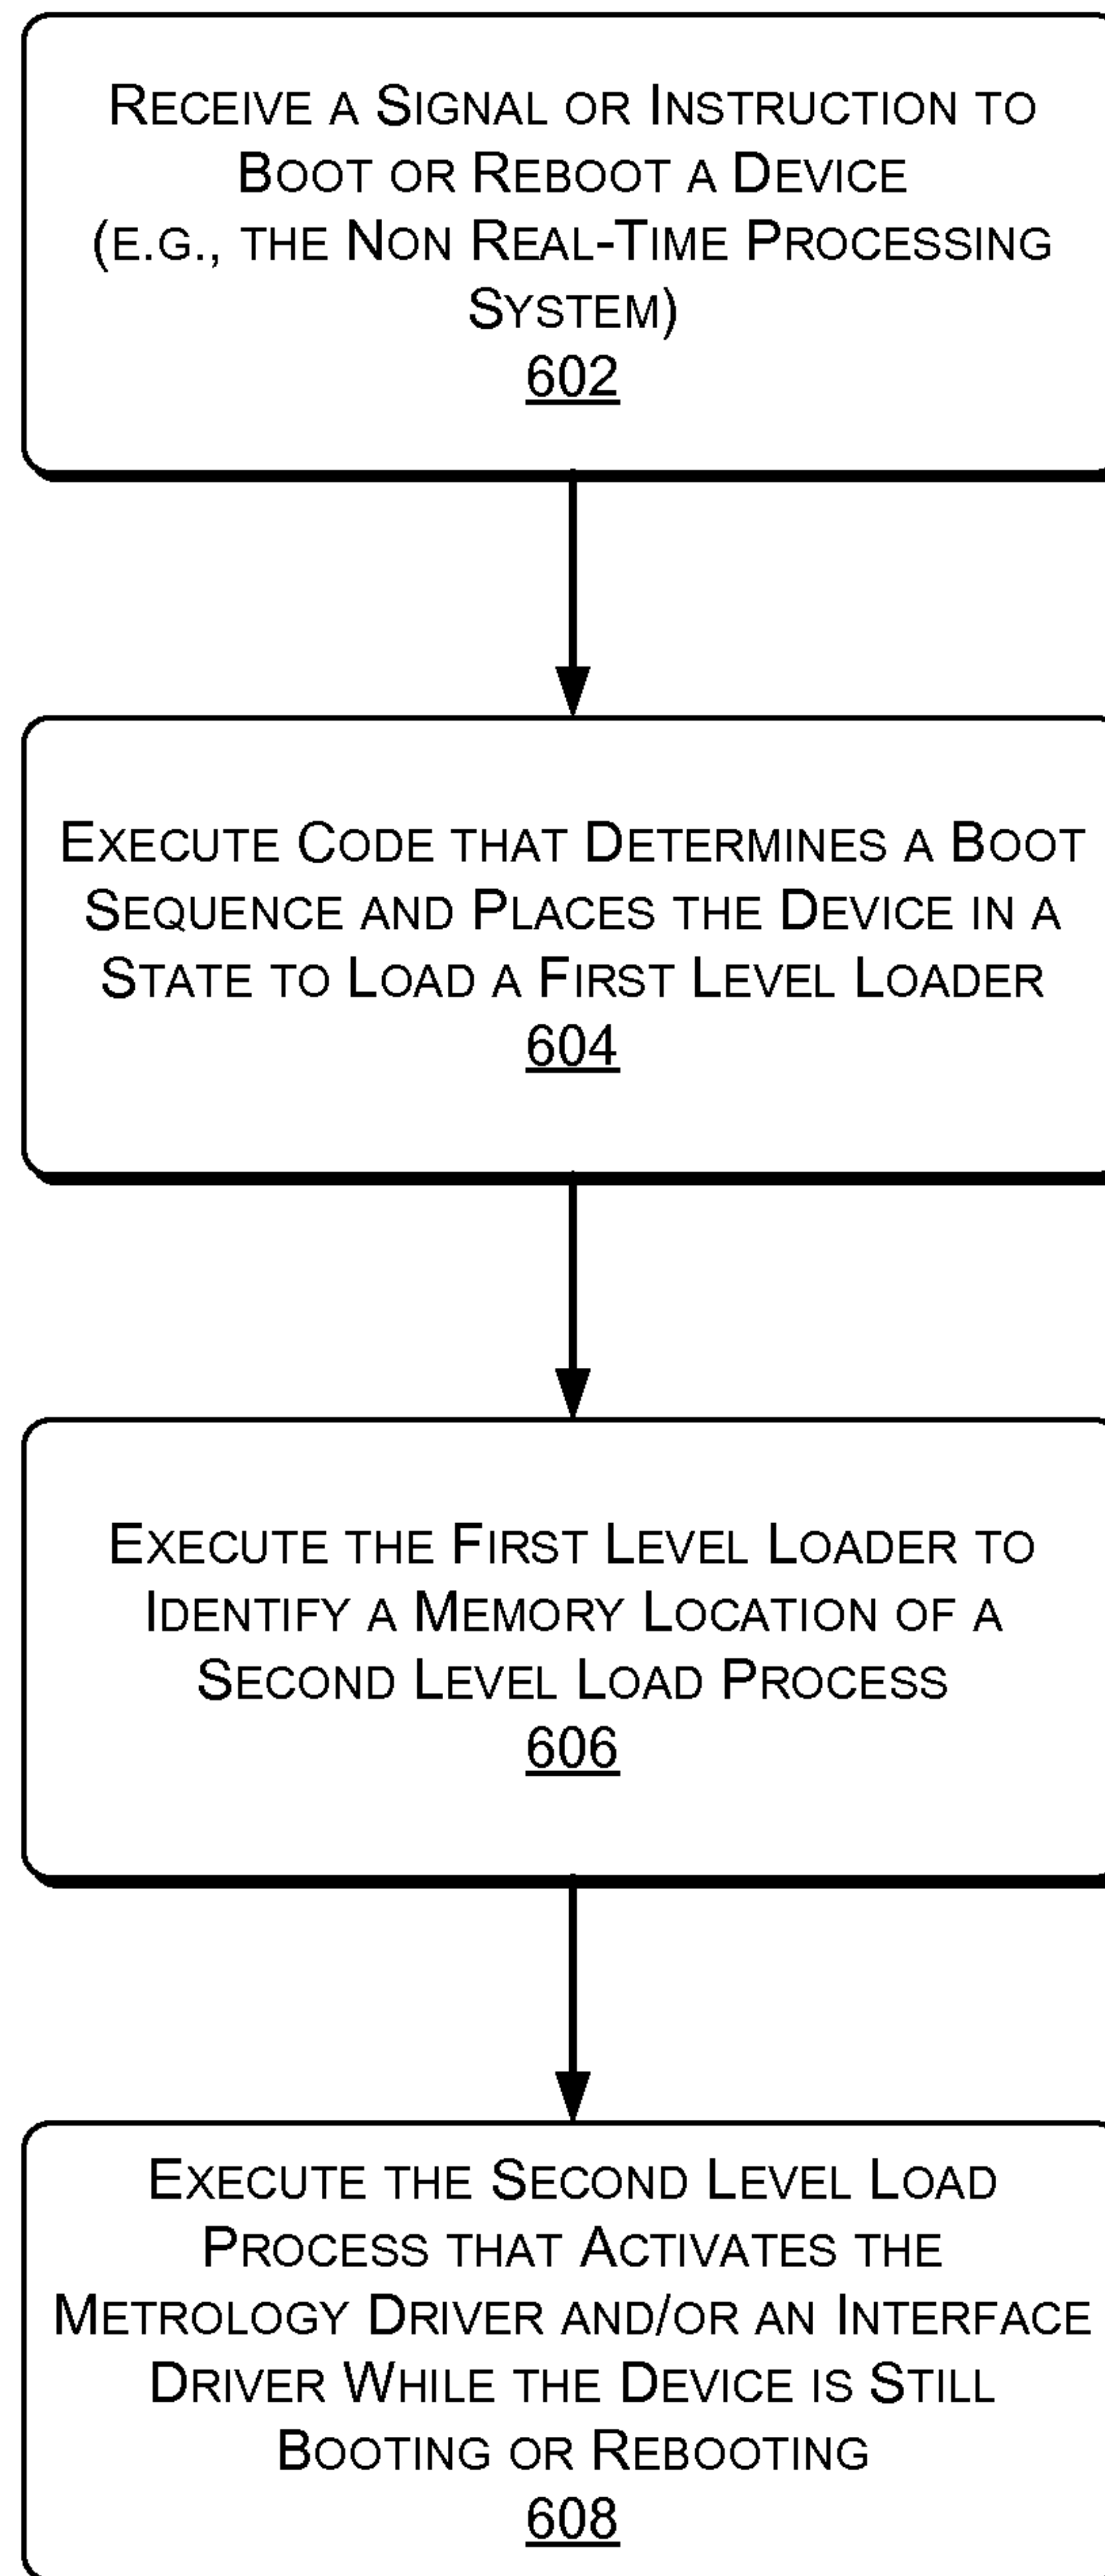 RECEIVE A SIGNAL OR INSTRUCTION TO
BOOT OR REBOOT A DEVICE
(E.G., THE NON REAL-TIME PROCESSING
SYSTEM)
602
EXECUTE CODE THAT DETERMINES A BOOT
SEQUENCE AND PLACES THE DEVICE IN A
STATE TO LOAD A FIRST LEVEL LOADER
604
EXECUTE THE FIRST LEVEL LOADER TO
IDENTIFY A MEMORY LOCATION OF A
SECOND LEVEL LOAD PROCESS
606
EXECUTE THE SECOND LEVEL LOAD
PROCESS THAT ACTIVATES THE
METROLOGY DRIVER AND/OR AN INTERFACE
DRIVER WHILE THE DEVICE IS STILL
BOOTING OR REBOOTING
608